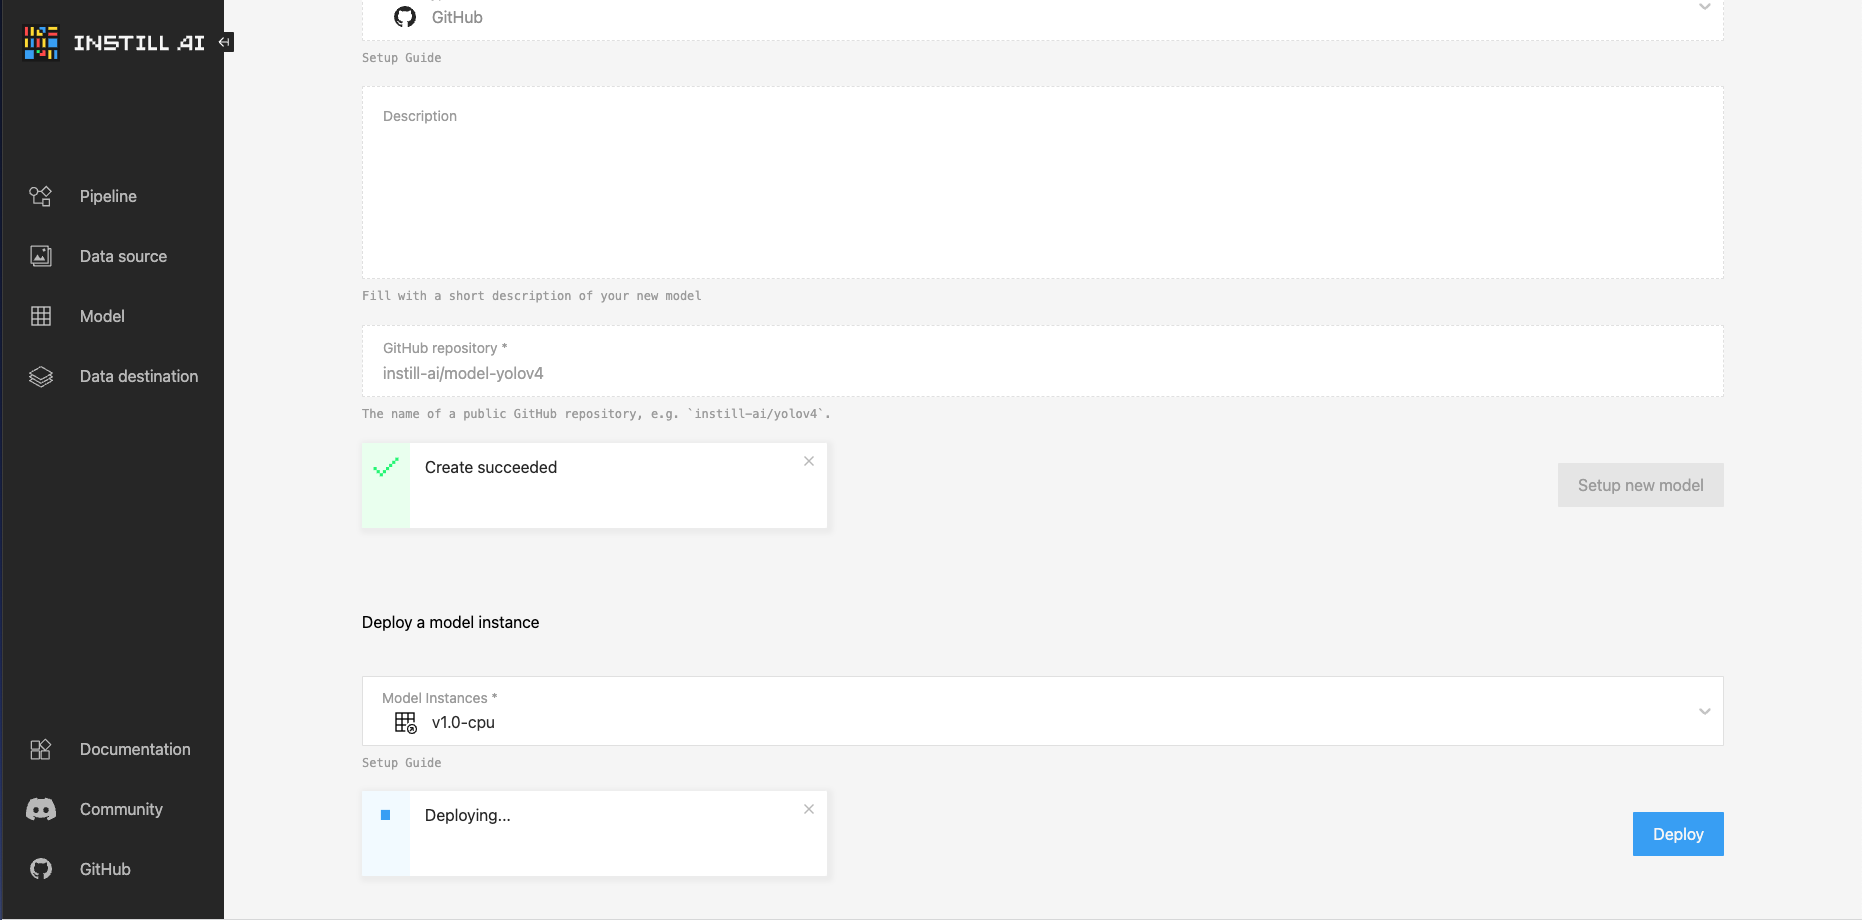 INSTILL AI
Pipeline
Data source
Model
Data destination
Documentation
Community
GitHub
GitHub
Setup Guide
Description
Fill with a short description of your new model
GitHub repository *
instill-ai/model-yolov4
The name of a public GitHub repository, e.g. `instill-ai/yolov4`.
Create succeeded
Setup new model
Deploy a model instance
Model Instances *
v1.0-cpu
Setup Guide
Deploying...
Deploy